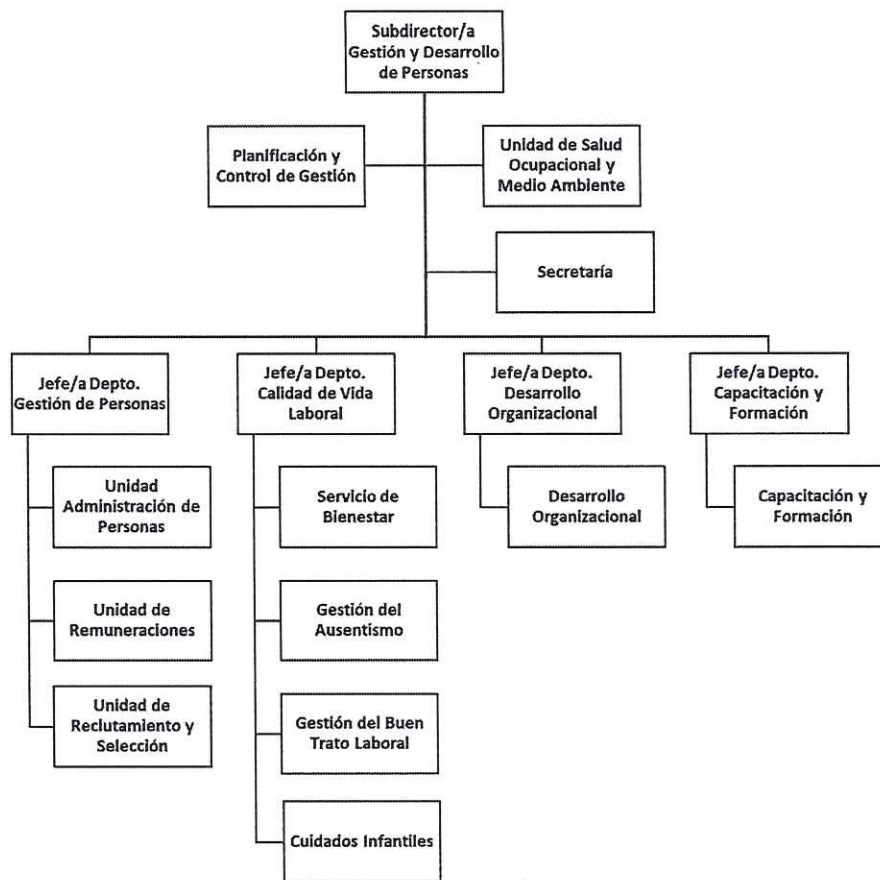 Subdirector/a
Gestión y Desarrollo
de Personas
Planificación y
Control de Gestión
Unidad de Salud
Ocupacional y
Medio Ambiente
Secretaría
Jefe/a Depto.
Gestión de Personas
Jefe/a Depto.
Calidad de Vida
Laboral
Jefe/a Depto.
Desarrollo
Organizacional
Jefe/a Depto.
Capacitación y
Formación
Unidad
Administración de
Personas
Servicio de
Bienestar
Desarrollo
Organizacional
Capacitación y
Formación
Unidad de
Remuneraciones
Gestión del
Ausentismo
Unidad de
Reclutamiento y
Selección
Gestión del Buen
Trato Laboral
Cuidados Infantiles